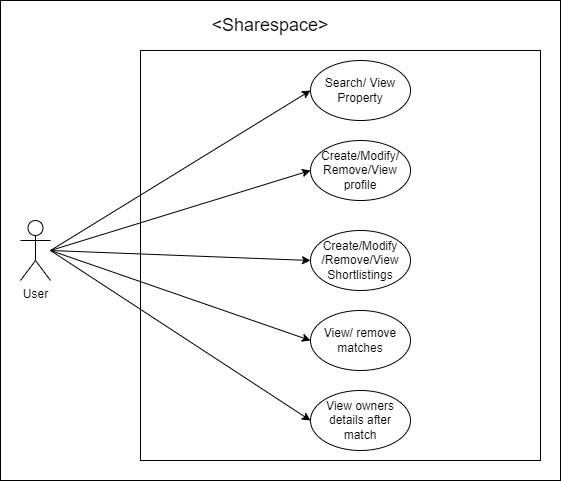 <Sharespace>
Search/ View
Property
Create/Modify/
Remove/View
profile
Create/Modify
/Remove/View
Shortlistings
User
View/ remove
matches
View owners
details after
match